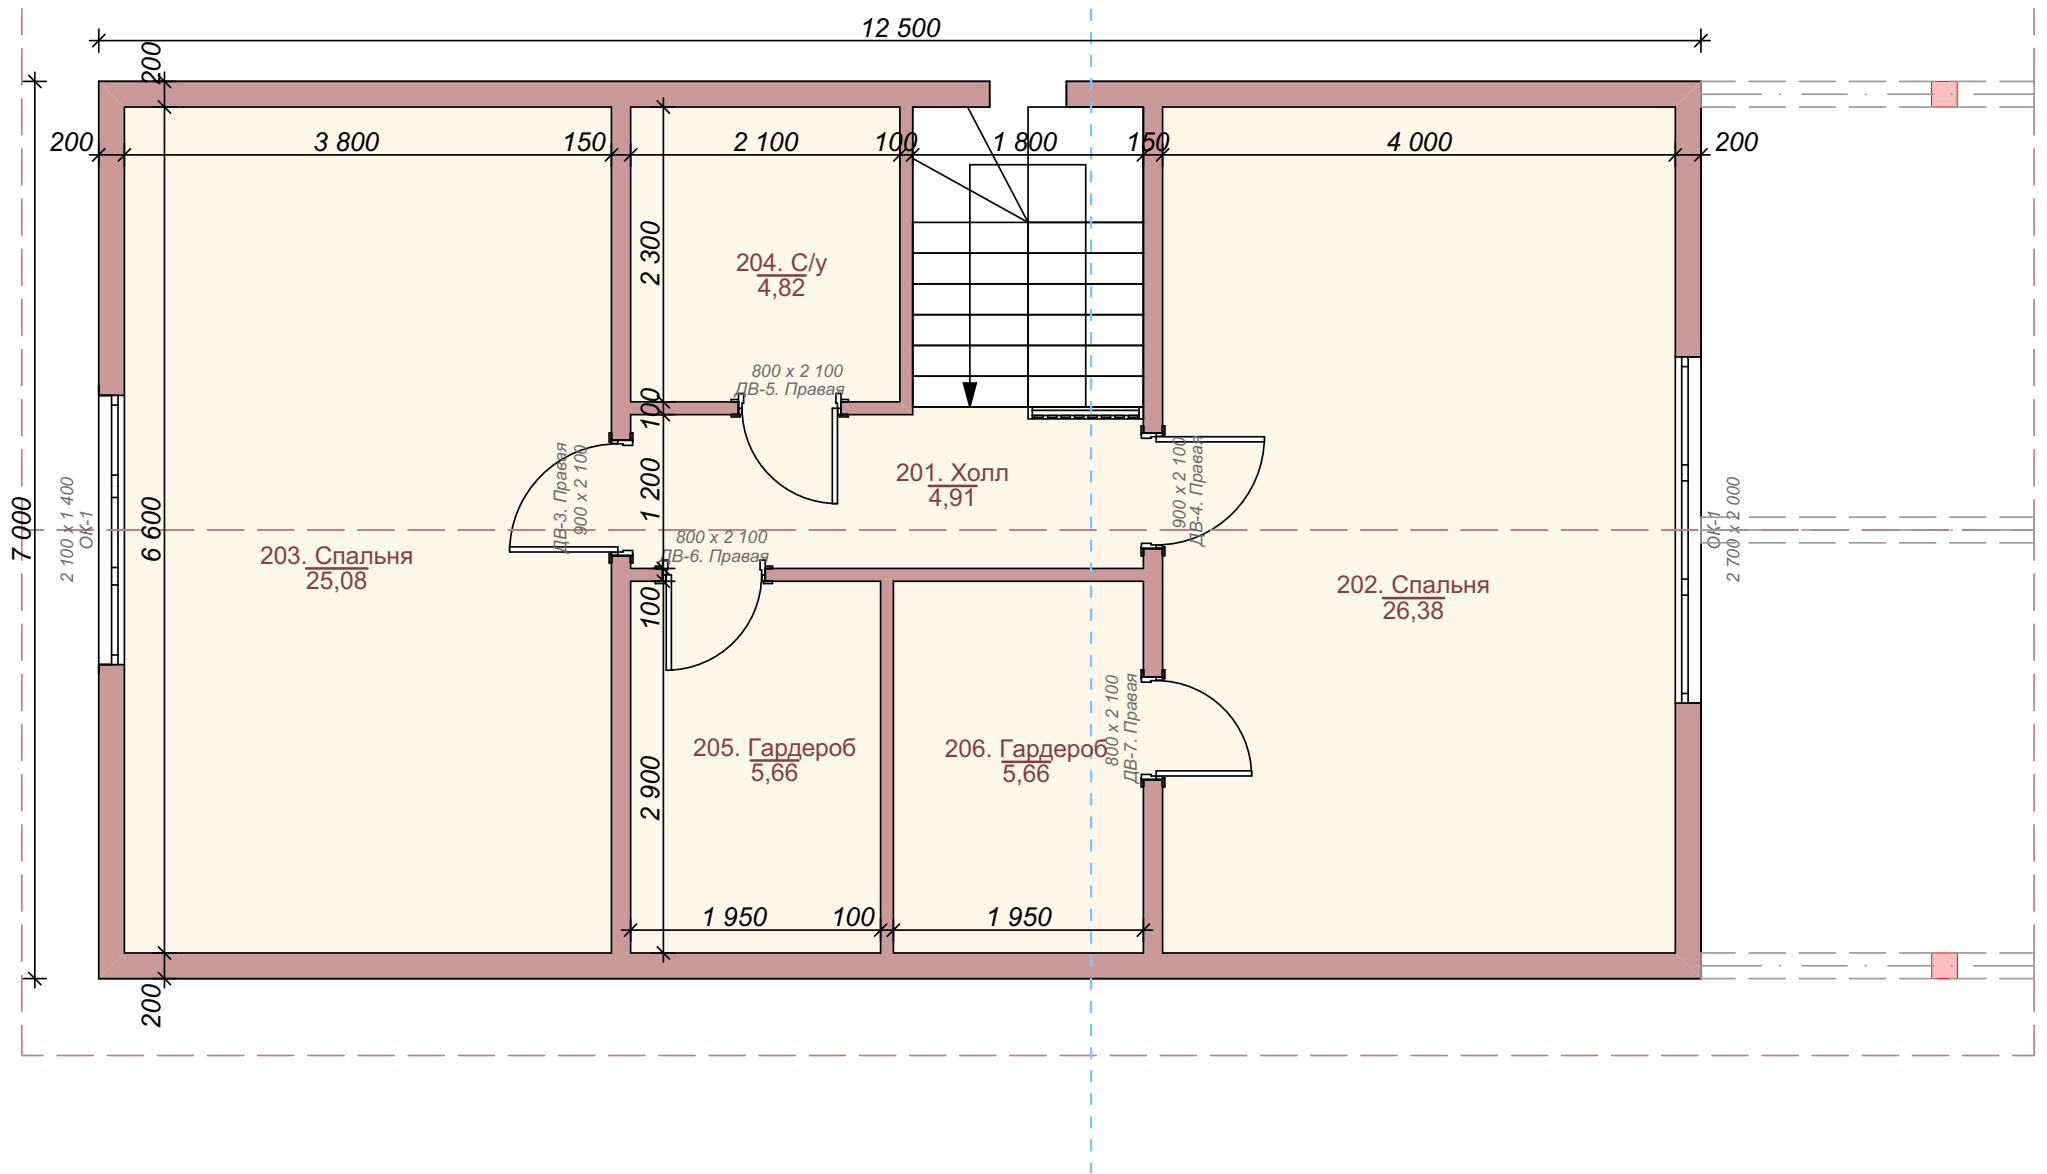 12 500
200
200
3 800
150
2 100
100
1 800
150
4 000
200
2 300
204. С/у
4,82
800 x 2 100
ДВ-5. Правая
100
201. Холл
4,91
1 200
ДВ-3. Правая
900 x 2 100
900 x 2 100
ДВ-4. Правая
7 000
2 100 x 1 400
ОК-1
6 600
ОК-1
2 700 x 2 000
800 x 2 100
ДВ-6. Правая
203. Спальня
25,08
100
202. Спальня
26,38
800 x 2 100
ДВ-7. Правая
205. Гардероб
5,66
206. Гардероб
5,66
2 900
1 950
100
1 950
200